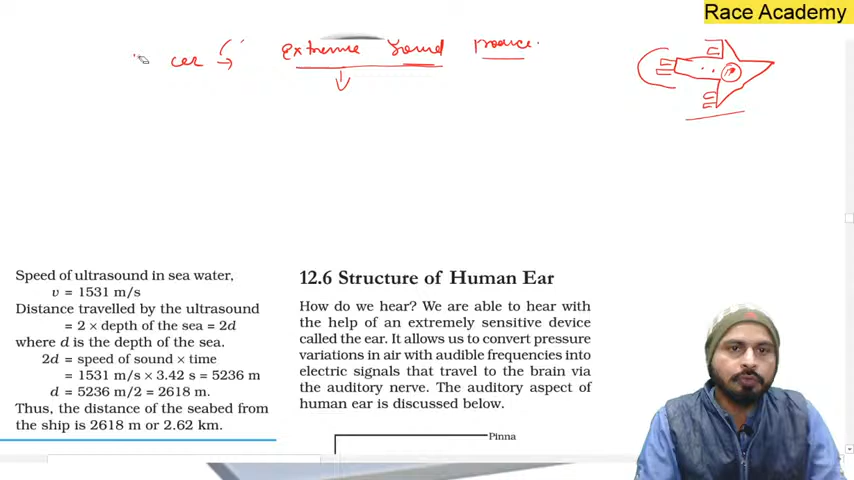 Race Academy
Extreme Sound Produce.
Speed of ultrasound in sea water,
v = 1531 m/s
Distance travelled by the ultrasound
= 2 × depth of the sea = 2d
where d is the depth of the sea.
2d = speed of sound × time
= 1531 m/s × 3.42 s = 5236 m
d = 5236 m/2 = 2618 m.
Thus, the distance of the seabed from
the ship is 2618 m or 2.62 km.
12.6 Structure of Human Ear
How do we hear? We are able to hear with
the help of an extremely sensitive device
called the ear. It allows us to convert pressure
variations in air with audible frequencies into
electric signals that travel to the brain via
the auditory nerve. The auditory aspect of
human ear is discussed below.
Pinna